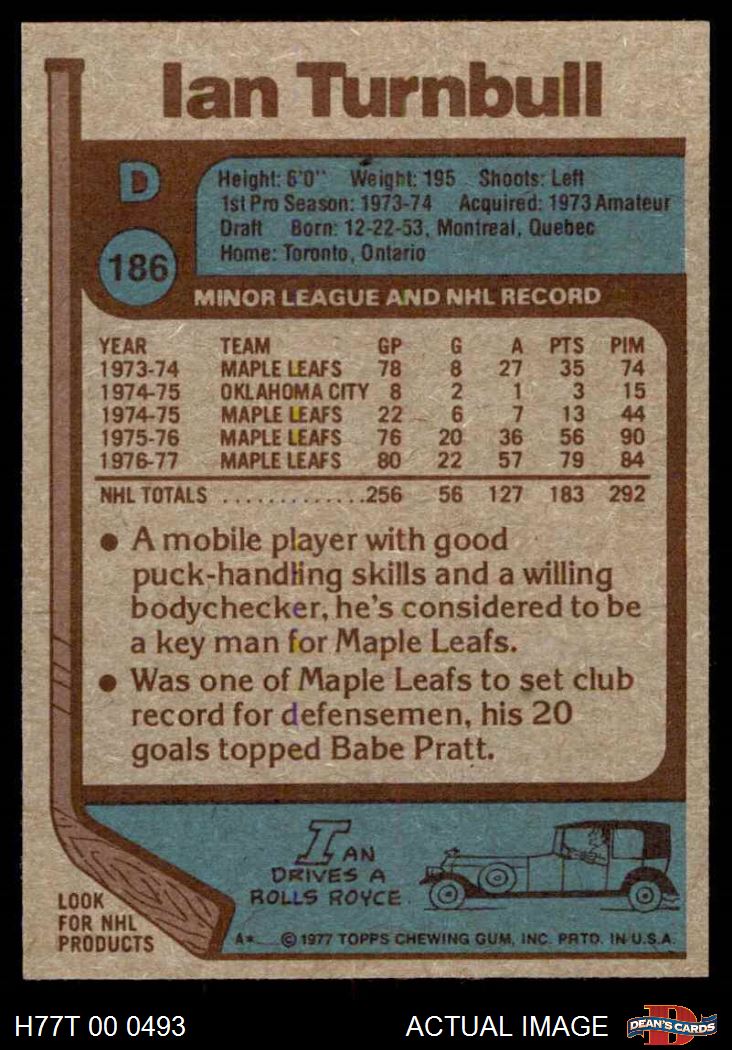 Ian Turnbull
D
186
Height: 6'0" Weight: 195 Shoots: Left
1st Pro Season: 1973-74 Acquired: 1973 Amateur
Draft Born: 12-22-53, Montreal, Quebec
Home: Toronto, Ontario
MINOR LEAGUE AND NHL RECORD
YEAR TEAM GP G A PTS PIM
1973-74 MAPLE LEAFS 78 8 27 35 74
1974-75 OKLAHOMA CITY 8 2 1 3 15
1974-75 MAPLE LEAFS 22 6 7 13 44
1975-76 MAPLE LEAFS 76 20 36 56 90
1976-77 MAPLE LEAFS 80 22 57 79 84
NHL TOTALS .............256 56 127 183 292
• A mobile player with good
puck-handling skills and a willing
bodychecker, he's considered to be
a key man for Maple Leafs.
• Was one of Maple Leafs to set club
record for defensemen, his 20
goals topped Babe Pratt.
IAN
DRIVES A
ROLLS ROYCE.
LOOK
FOR NHL
PRODUCTS
A* © 1977 TOPPS CHEWING GUM, INC. PRTD. IN U.S.A.
H77T 00 0493 ACTUAL IMAGE
D
DEAN'S CARDS